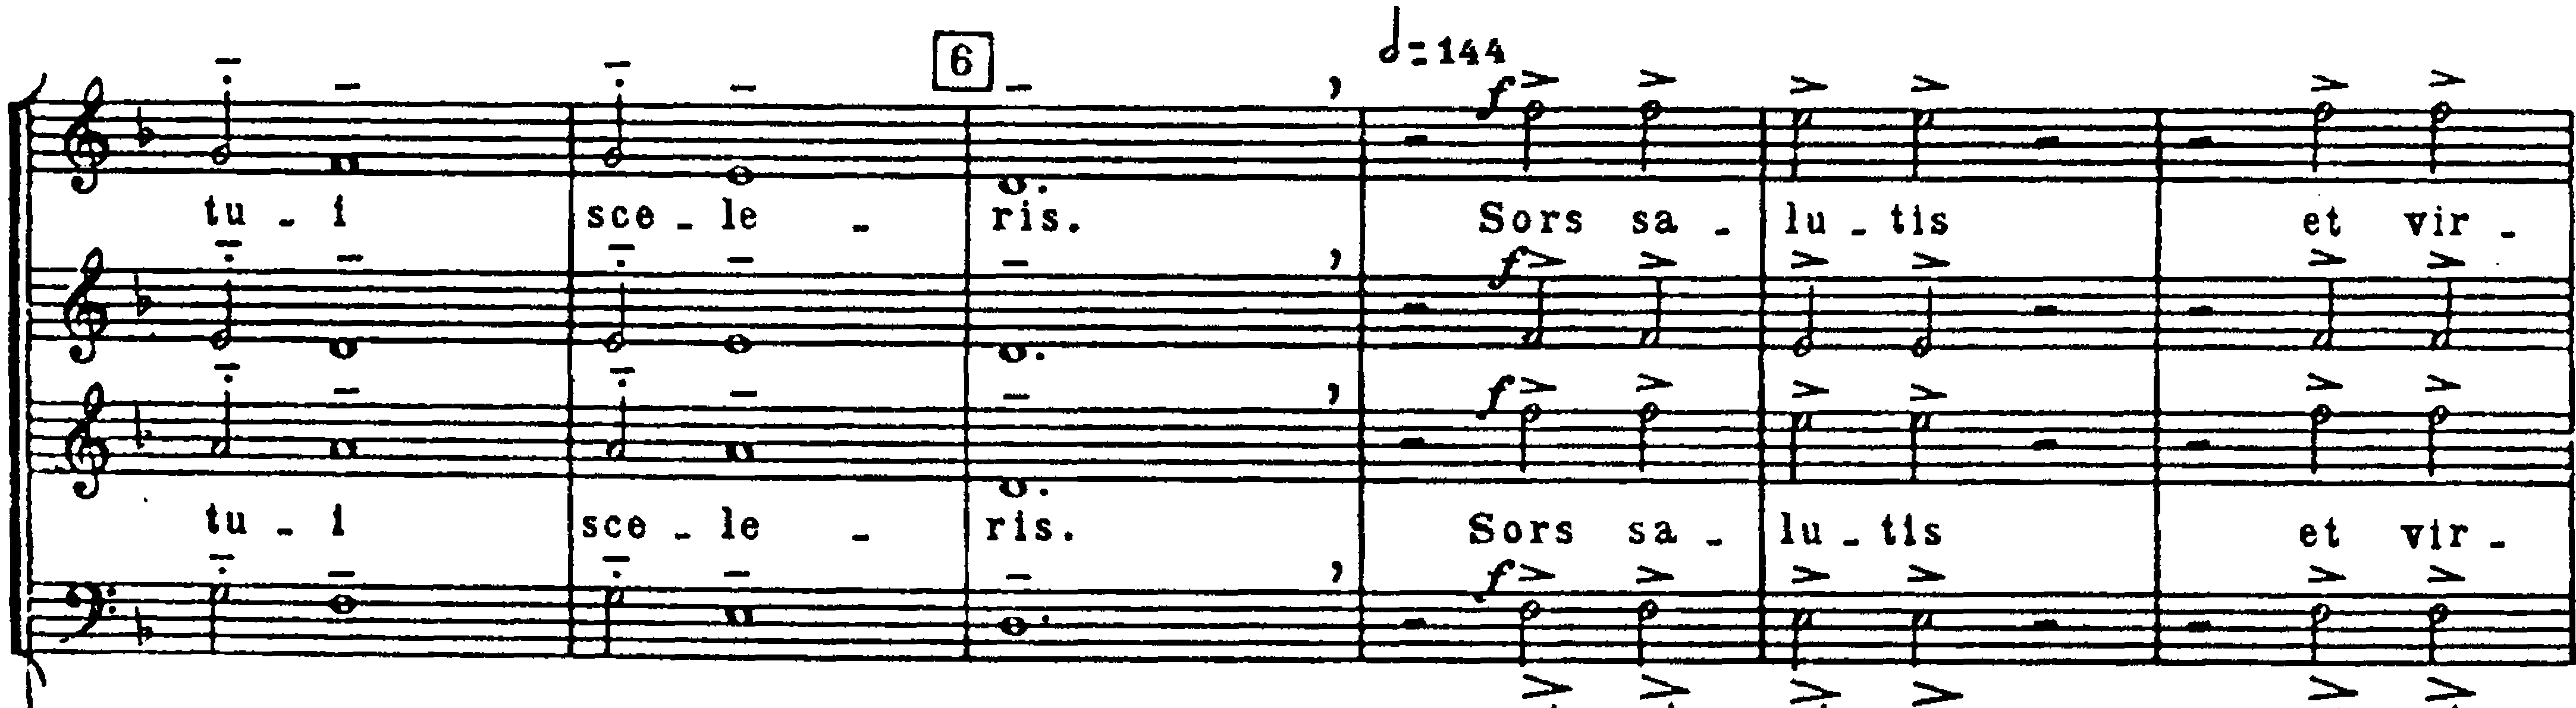 6
𝅗𝅥 = 144
f
tu - i sce - le - ris. Sors sa - lu - tis et vir -
f
f
tu - i sce - le - ris. Sors sa - lu - tis et vir -
f